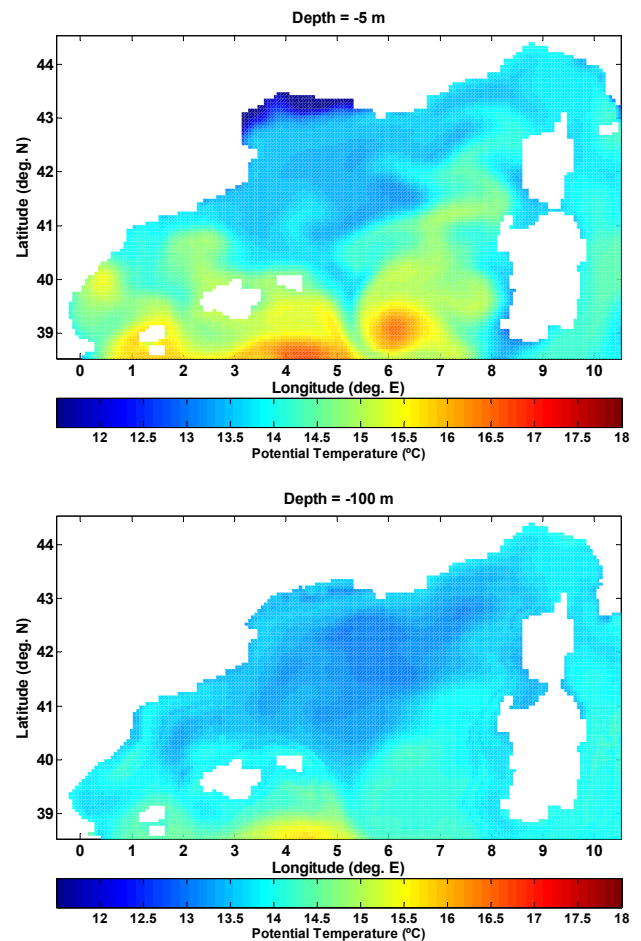 Depth = -5 m
44
43
42
41
40
39
Latitude (deg. N)
0 1 2 3 4 5 6 7 8 9 10
Longitude (deg. E)
12 12.5 13 13.5 14 14.5 15 15.5 16 16.5 17 17.5 18
Potential Temperature (ºC)
Depth = -100 m
44
43
42
41
40
39
Latitude (deg. N)
0 1 2 3 4 5 6 7 8 9 10
Longitude (deg. E)
12 12.5 13 13.5 14 14.5 15 15.5 16 16.5 17 17.5 18
Potential Temperature (ºC)